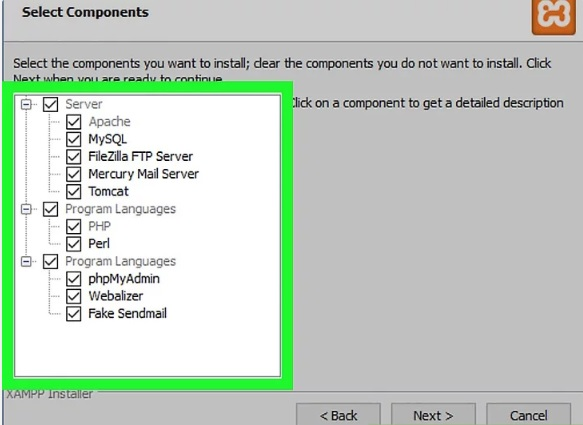 Select Components
Select the components you want to install; clear the components you do not want to install. Click
Next when you are ready to continue.
Click on a component to get a detailed description
Server
Apache
MySQL
FileZilla FTP Server
Mercury Mail Server
Tomcat
Program Languages
PHP
Perl
Program Languages
phpMyAdmin
Webalizer
Fake Sendmail
XAMPP Installer
< Back
Next >
Cancel